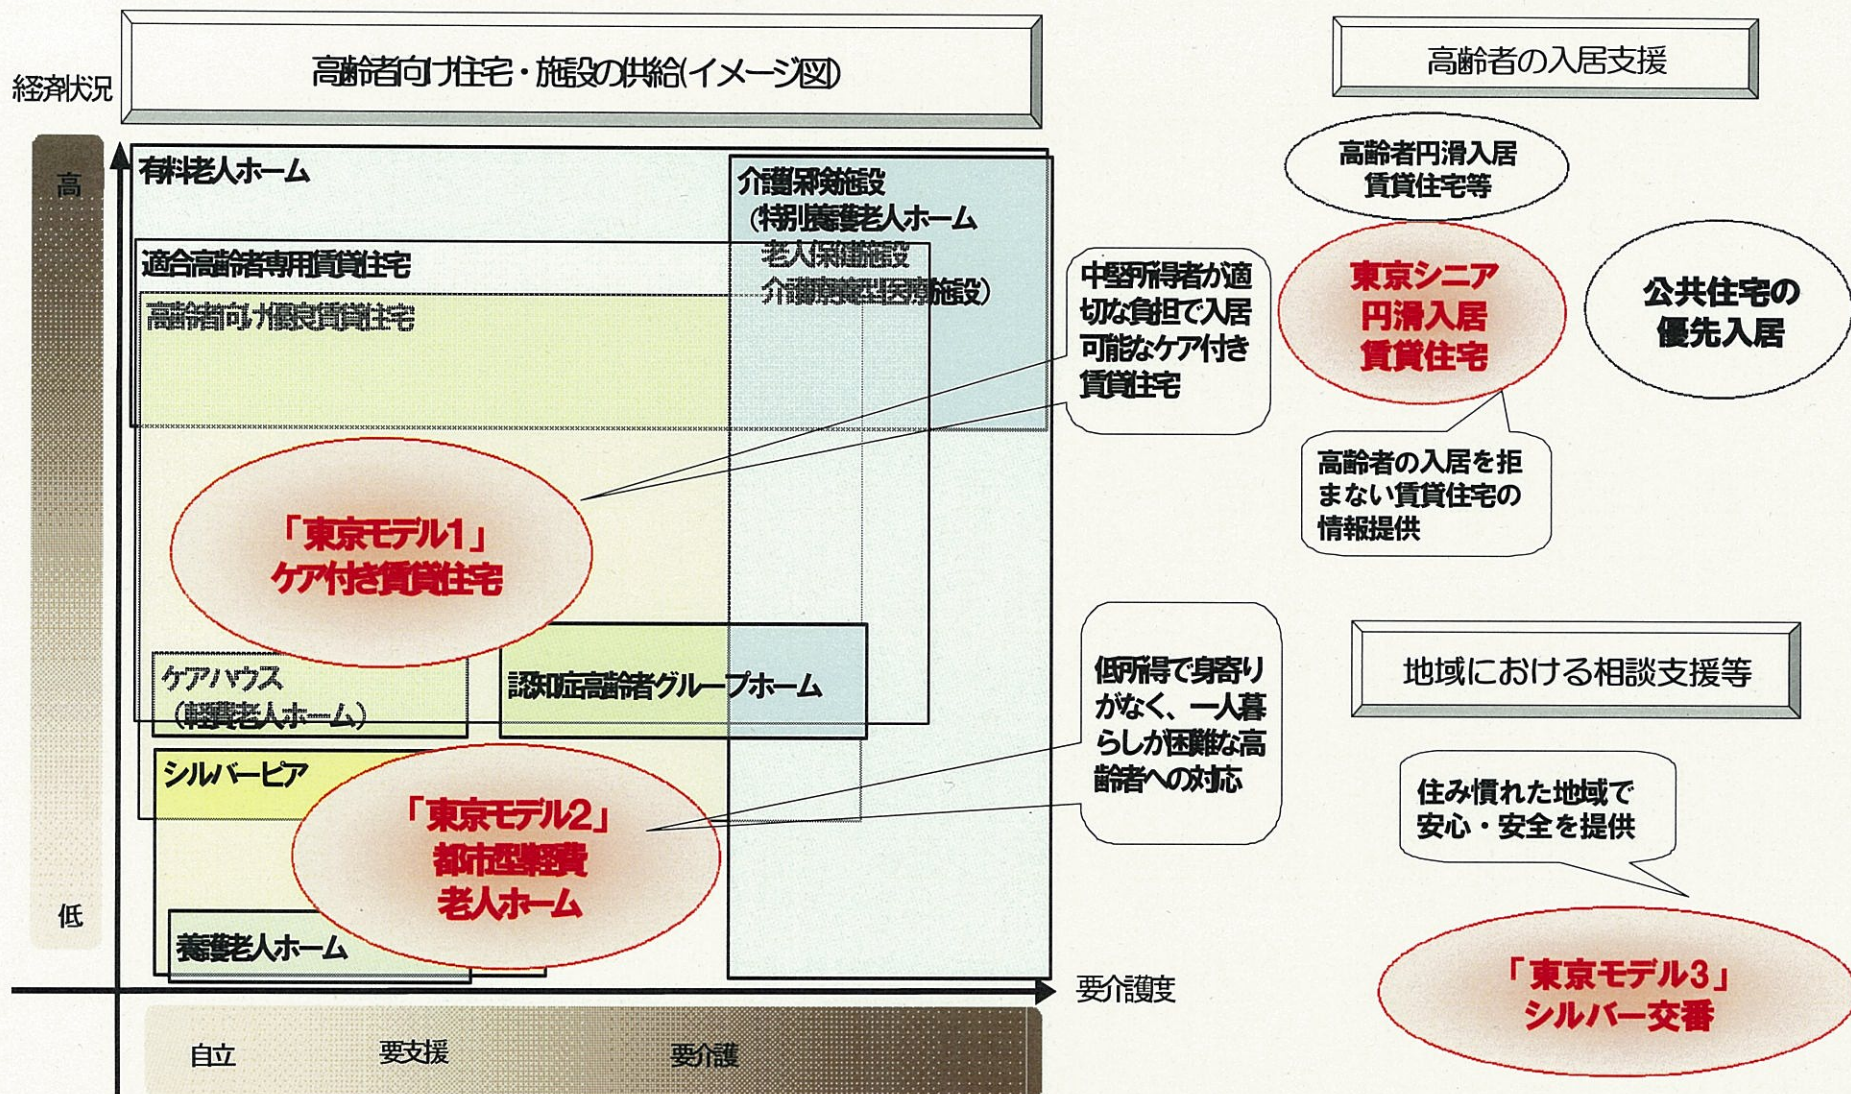 高齢者向け住宅・施設の供給(イメージ図)
経済状況
高
低
有料老人ホーム
介護保険施設
(特別養護老人ホーム
老人保健施設
介護療養型医療施設)
適合高齢者専用賃貸住宅
高齢者向け優良賃貸住宅
「東京モデル1」
ケア付き賃貸住宅
ケアハウス
(軽費老人ホーム)
認知症高齢者グループホーム
シルバーピア
「東京モデル2」
都市型軽費
老人ホーム
養護老人ホーム
要介護度
自立
要支援
要介護
中堅所得者が適
切な負担で入居
可能なケア付き
賃貸住宅
低所得で身寄り
がなく、一人暮
らしが困難な高
齢者への対応
高齢者の入居支援
高齢者円滑入居
賃貸住宅等
東京シニア
円滑入居
賃貸住宅
公共住宅の
優先入居
高齢者の入居を拒
まない賃貸住宅の
情報提供
地域における相談支援等
住み慣れた地域で
安心・安全を提供
「東京モデル3」
シルバー交番